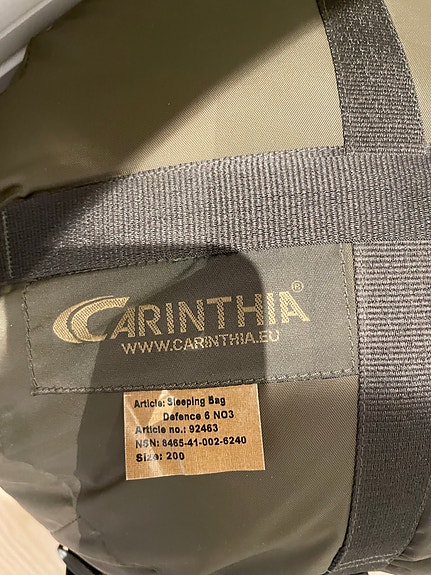 CARINTHIA®
WWW.CARINTHIA.EU
Article: Sleeping Bag
Defence 6 NO3
Article no.: 92463
NSN: 8465-41-002-6240
Size: 200